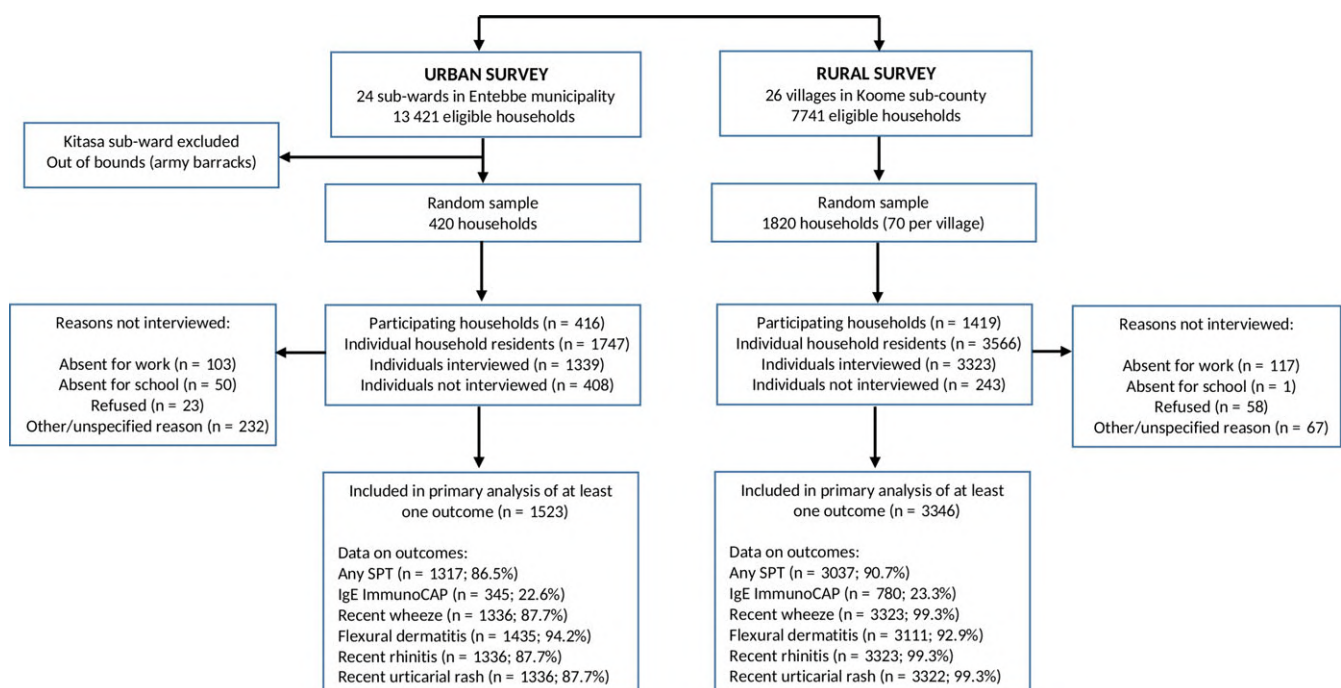 URBAN SURVEY
24 sub-wards in Entebbe municipality
13 421 eligible households
RURAL SURVEY
26 villages in Koome sub-county
7741 eligible households
Kitasa sub-ward excluded
Out of bounds (army barracks)
Random sample
420 households
Random sample
1820 households (70 per village)
Reasons not interviewed:
Absent for work (n = 103)
Absent for school (n = 50)
Refused (n = 23)
Other/unspecified reason (n = 232)
Participating households (n = 416)
Individual household residents (n = 1747)
Individuals interviewed (n = 1339)
Individuals not interviewed (n = 408)
Participating households (n = 1419)
Individual household residents (n = 3566)
Individuals interviewed (n = 3323)
Individuals not interviewed (n = 243)
Reasons not interviewed:
Absent for work (n = 117)
Absent for school (n = 1)
Refused (n = 58)
Other/unspecified reason (n = 67)
Included in primary analysis of at least
one outcome (n = 1523)
Data on outcomes:
Any SPT (n = 1317; 86.5%)
IgE ImmunoCAP (n = 345; 22.6%)
Recent wheeze (n = 1336; 87.7%)
Flexural dermatitis (n = 1435; 94.2%)
Recent rhinitis (n = 1336; 87.7%)
Recent urticarial rash (n = 1336; 87.7%)
Included in primary analysis of at least
one outcome (n = 3346)
Data on outcomes:
Any SPT (n = 3037; 90.7%)
IgE ImmunoCAP (n = 780; 23.3%)
Recent wheeze (n = 3323; 99.3%)
Flexural dermatitis (n = 3111; 92.9%)
Recent rhinitis (n = 3323; 99.3%)
Recent urticarial rash (n = 3322; 99.3%)